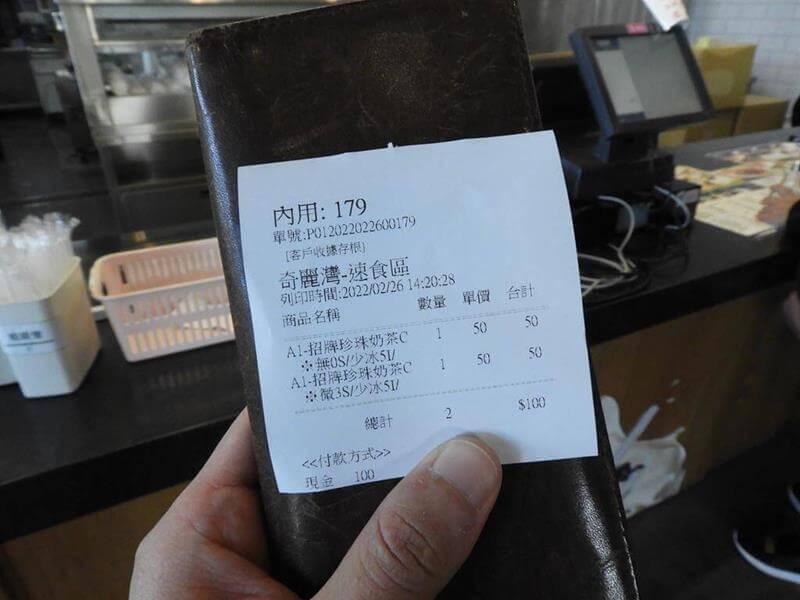 內用: 179
單號:P012022022600179
[客戶收據存根]
奇麗灣-速食區
列印時間:2022/02/26 14:20:28
商品名稱 數量 單價 合計
A1-招牌珍珠奶茶C 1 50 50
※無0S/少冰5I/
A1-招牌珍珠奶茶C 1 50 50
※微3S/少冰5I/
總計 2 $100
<<付款方式>>
現金 100